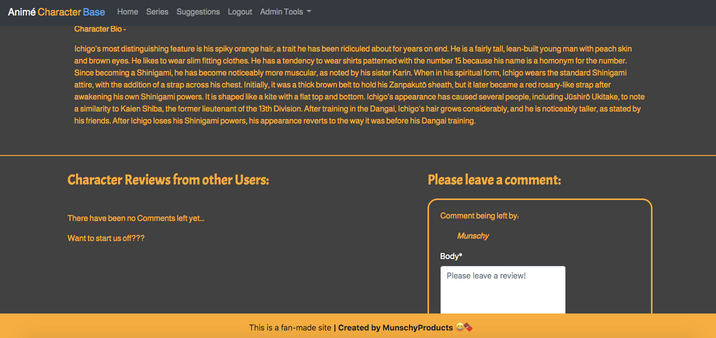 Animé Character Base Home Series Suggestions Logout Admin Tools
Character Bio -
Ichigo's most distinguishing feature is his spiky orange hair, a trait he has been ridiculed about for years on end. He is a fairly tall, lean-built young man with peach skin
and brown eyes. He likes to wear slim fitting clothes. He has a tendency to wear shirts patterned with the number 15 because his name is a homonym for the number.
Since becoming a Shinigami, he has become noticeably more muscular, as noted by his sister Karin. When in his spiritual form, Ichigo wears the standard Shinigami
attire, with the addition of a strap across his chest. Initially, it was a thick brown belt to hold his Zanpakutō sheath, but it later became a red rosary-like strap after
awakening his own Shinigami powers. It is shaped like a kite with a flat top and bottom. Ichigo's appearance has caused several people, including Jūshirō Ukitake, to note
a similarity to Kaien Shiba, the former lieutenant of the 13th Division. After training in the Dangai, Ichigo's hair grows considerably, and he is noticeably taller, as stated by
his friends. After Ichigo loses his Shinigami powers, his appearance reverts to the way it was before his Dangai training.
Character Reviews from other Users:
There have been no Comments left yet...
Want to start us off???
Please leave a comment:
Comment being left by:
Munschy
Body*
Please leave a review!
This is a fan-made site | Created by MunschyProducts